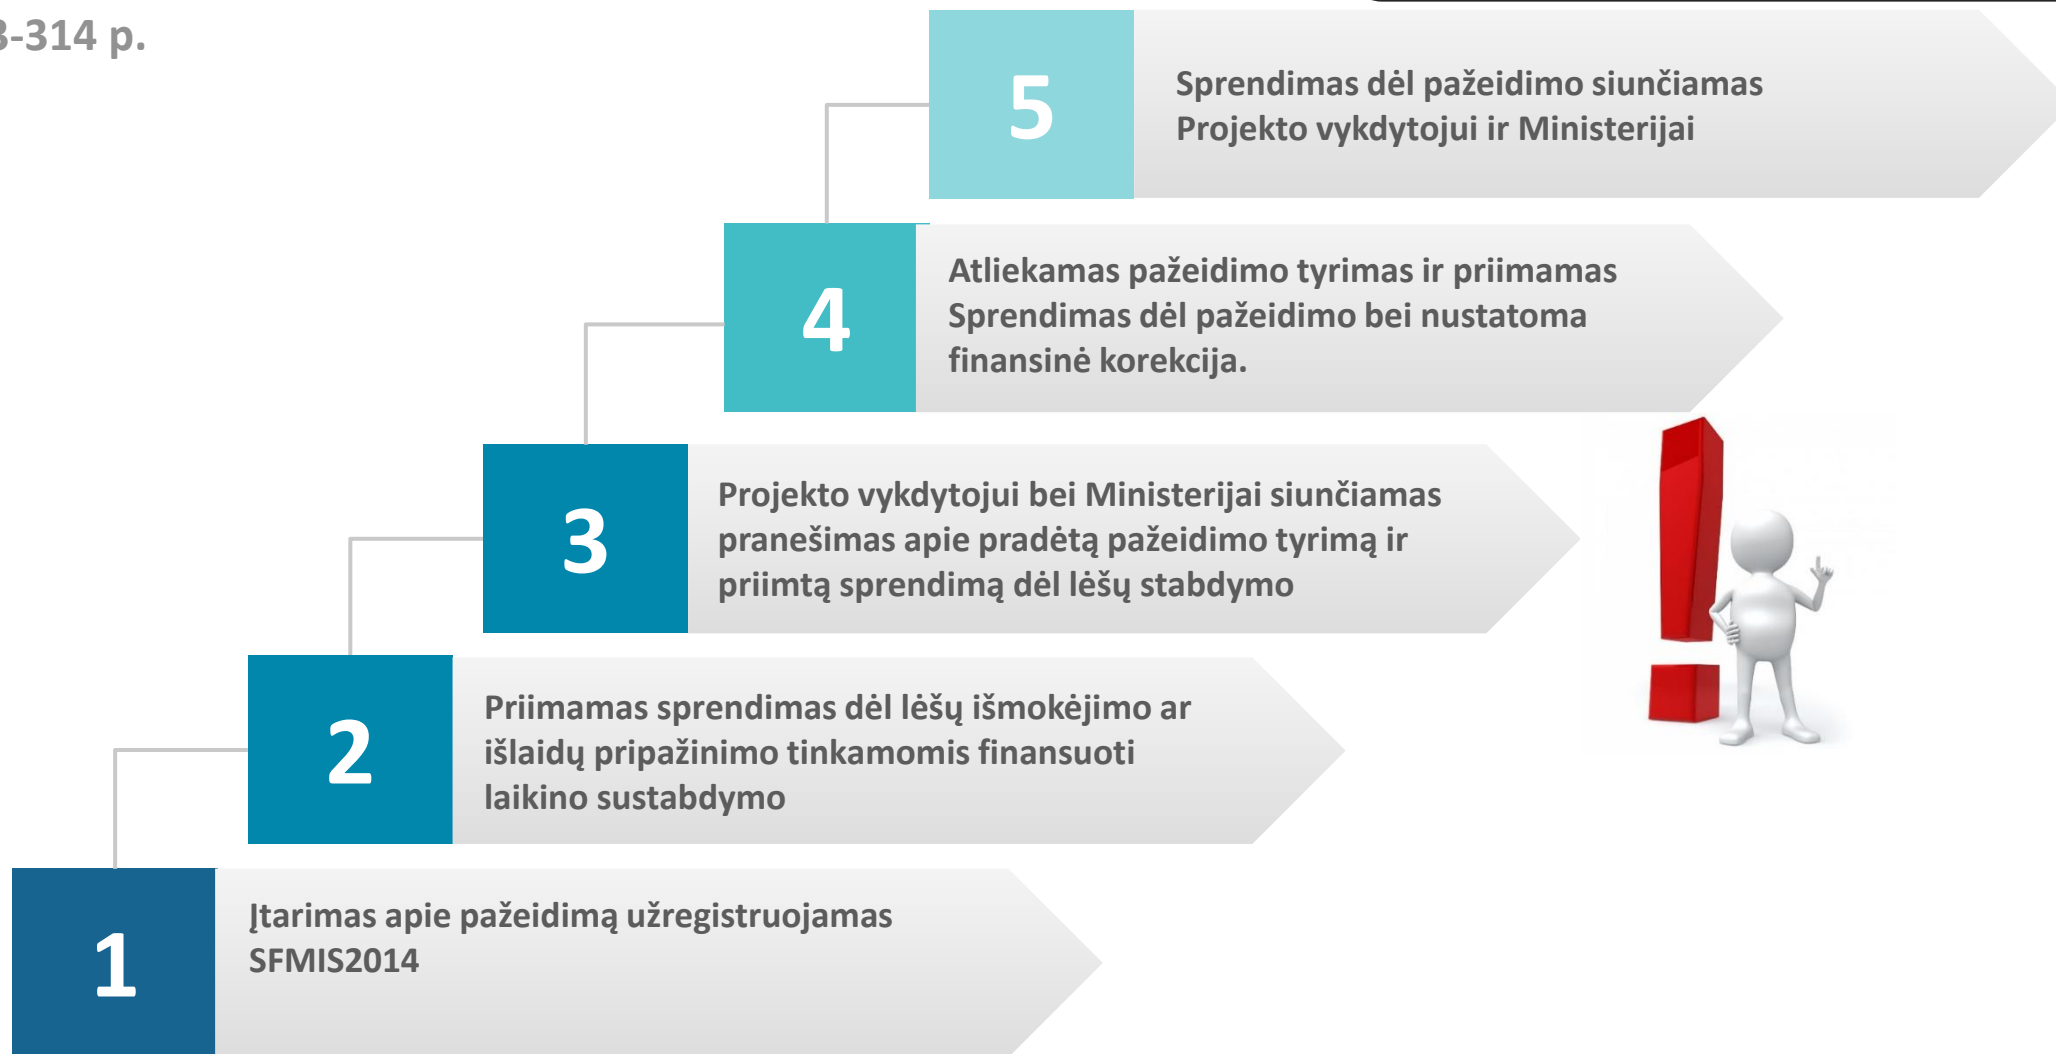 3-314 p.
5
Sprendimas dėl pažeidimo siunčiamas
Projekto vykdytojui ir Ministerijai
4
Atliekamas pažeidimo tyrimas ir priimamas
Sprendimas dėl pažeidimo bei nustatoma
finansinė korekcija.
3
Projekto vykdytojui bei Ministerijai siunčiamas
pranešimas apie pradėtą pažeidimo tyrimą ir
priimtą sprendimą dėl lėšų stabdymo
2
Priimamas sprendimas dėl lėšų išmokėjimo ar
išlaidų pripažinimo tinkamomis finansuoti
laikino sustabdymo
1
Įtarimas apie pažeidimą užregistruojamas
SFMIS2014